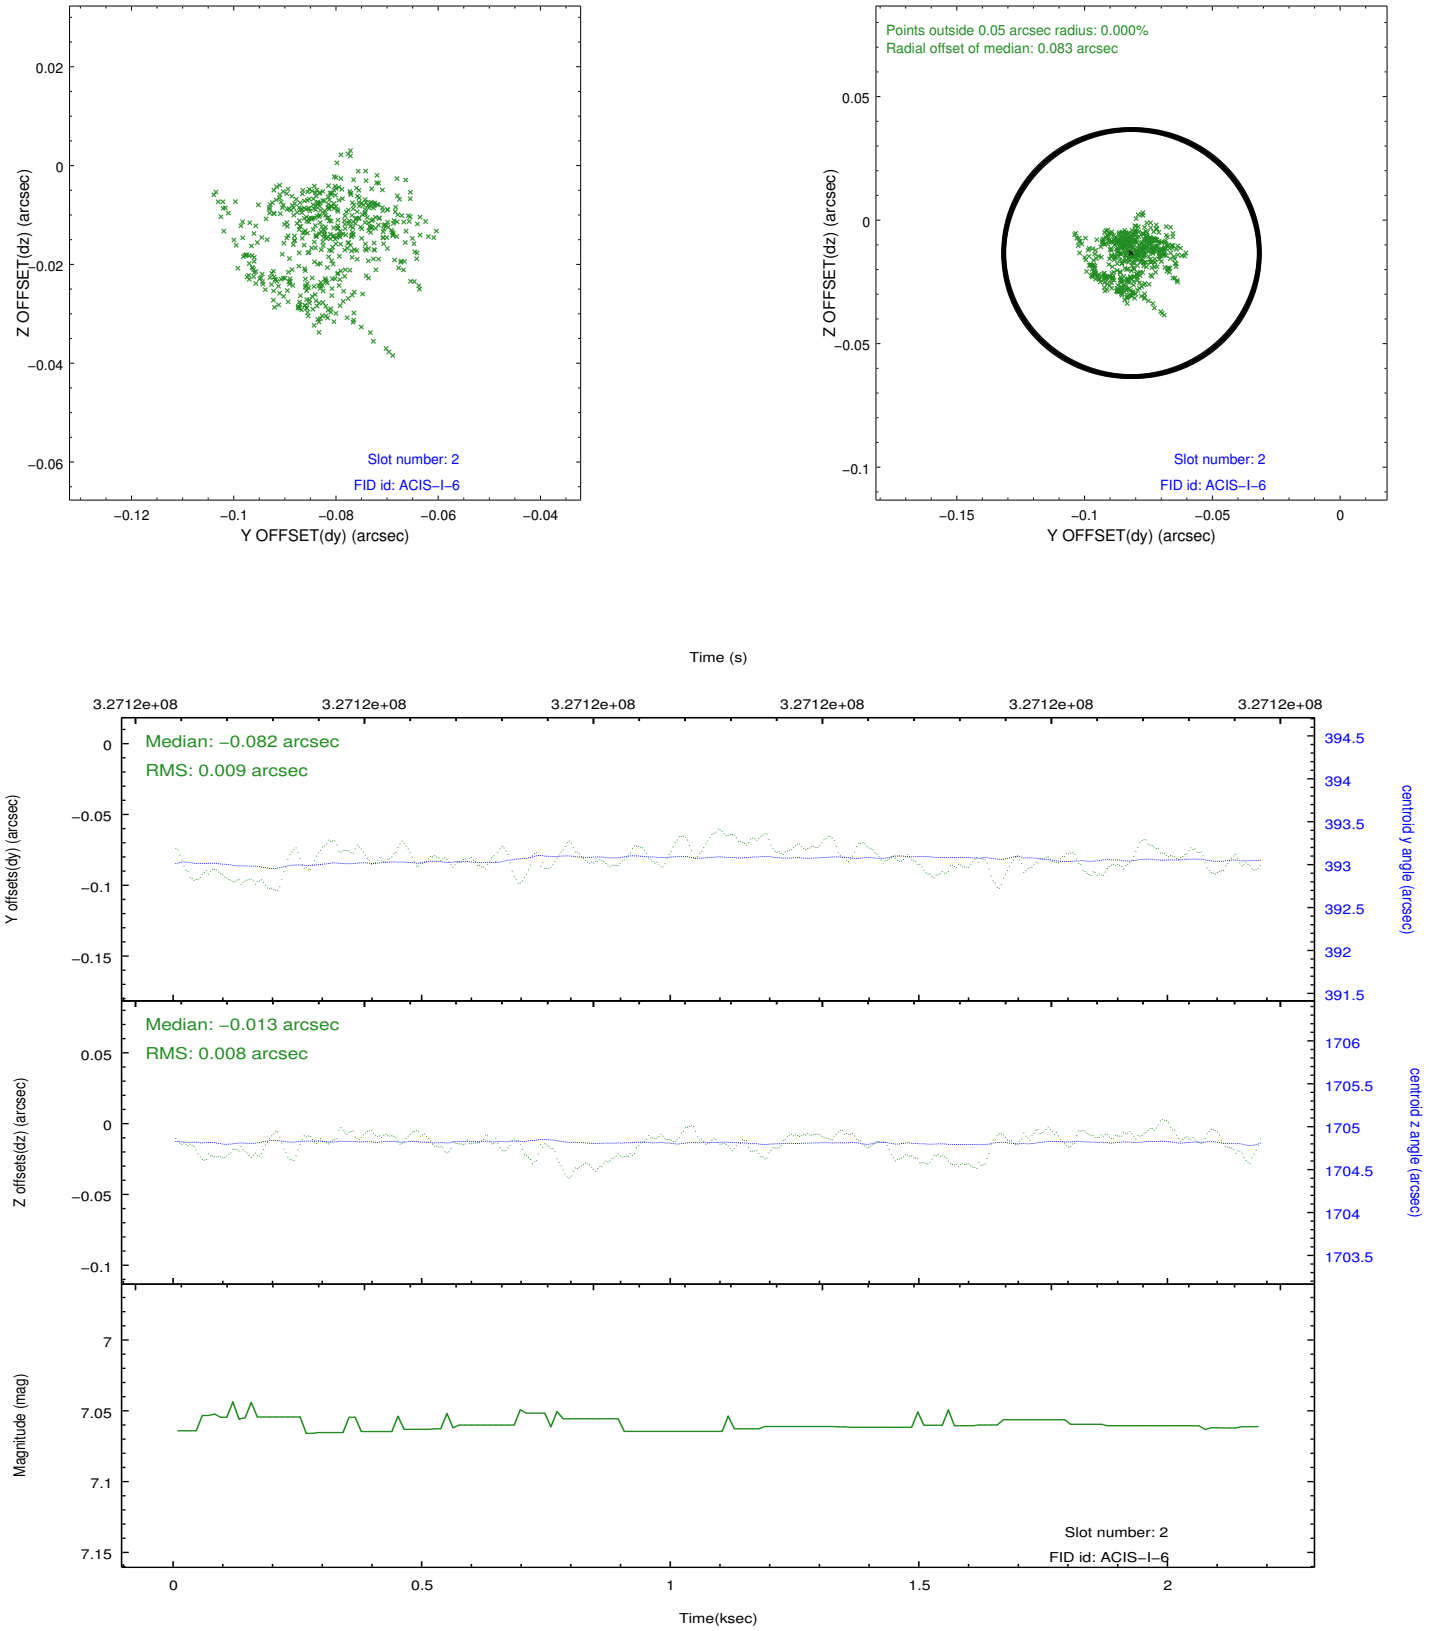 0.02
0
−0.02
−0.04
−0.06
Z OFFSET(dz) (arcsec)
Slot number: 2
FID id: ACIS−I−6
−0.12
−0.1
−0.08
−0.06
−0.04
Y OFFSET(dy) (arcsec)
Points outside 0.05 arcsec radius: 0.000%
Radial offset of median: 0.083 arcsec
0.05
0
−0.05
−0.1
Z OFFSET(dz) (arcsec)
Slot number: 2
FID id: ACIS−I−6
−0.15
−0.1
−0.05
0
Y OFFSET(dy) (arcsec)
Time (s)
3.2712e+08
3.2712e+08
3.2712e+08
3.2712e+08
3.2712e+08
3.2712e+08
Median: −0.082 arcsec
RMS: 0.009 arcsec
0
−0.05
−0.1
−0.15
Y offsets(dy) (arcsec)
394.5
394
393.5
393
392.5
392
391.5
centroid y angle (arcsec)
Median: −0.013 arcsec
RMS: 0.008 arcsec
0.05
0
−0.05
−0.1
Z offsets(dz) (arcsec)
1706
1705.5
1705
1704.5
1704
1703.5
centroid z angle (arcsec)
7
7.05
7.1
7.15
Magnitude (mag)
Slot number: 2
FID id: ACIS−I−6
0
0.5
1
1.5
2
Time(ksec)